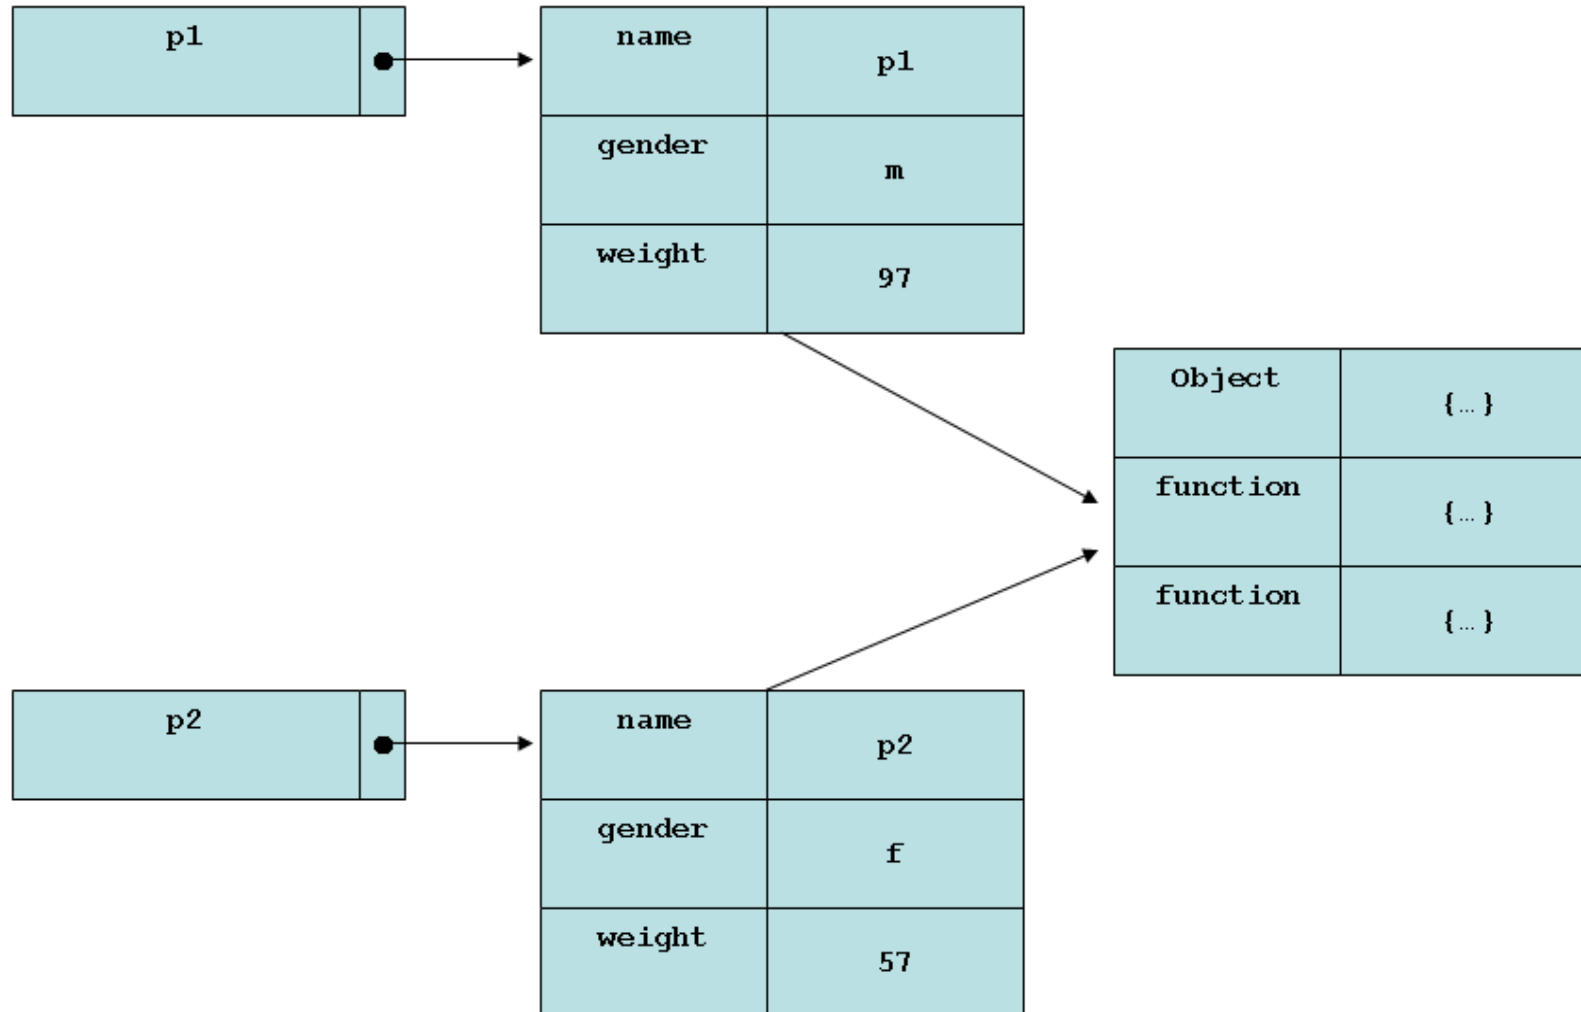 p1
name
p1
gender
m
weight
97
Object
{...}
function
{...}
function
{...}
p2
name
p2
gender
f
weight
57